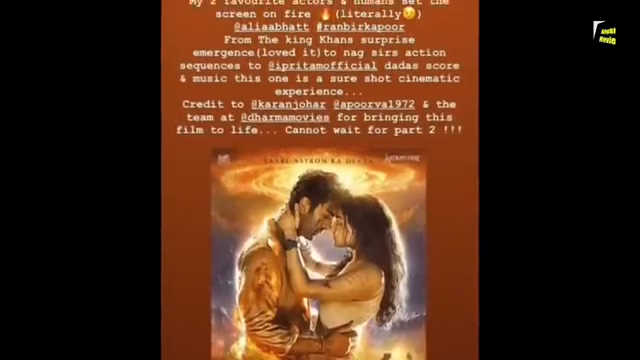 My 2 favourite actors & humans set the
screen on fire 🔥(literally😉)
@aliaabhatt #ranbirkapoor
From The king Khans surprise
emergence(loved it)to nag sirs action
sequences to @ipritamofficial dadas score
& music this one is a sure shot cinematic
experience...
Credit to @karanjohar @apoorva1972 & the
team at @dharmamovies for bringing this
film to life... Cannot wait for part 2 !!!